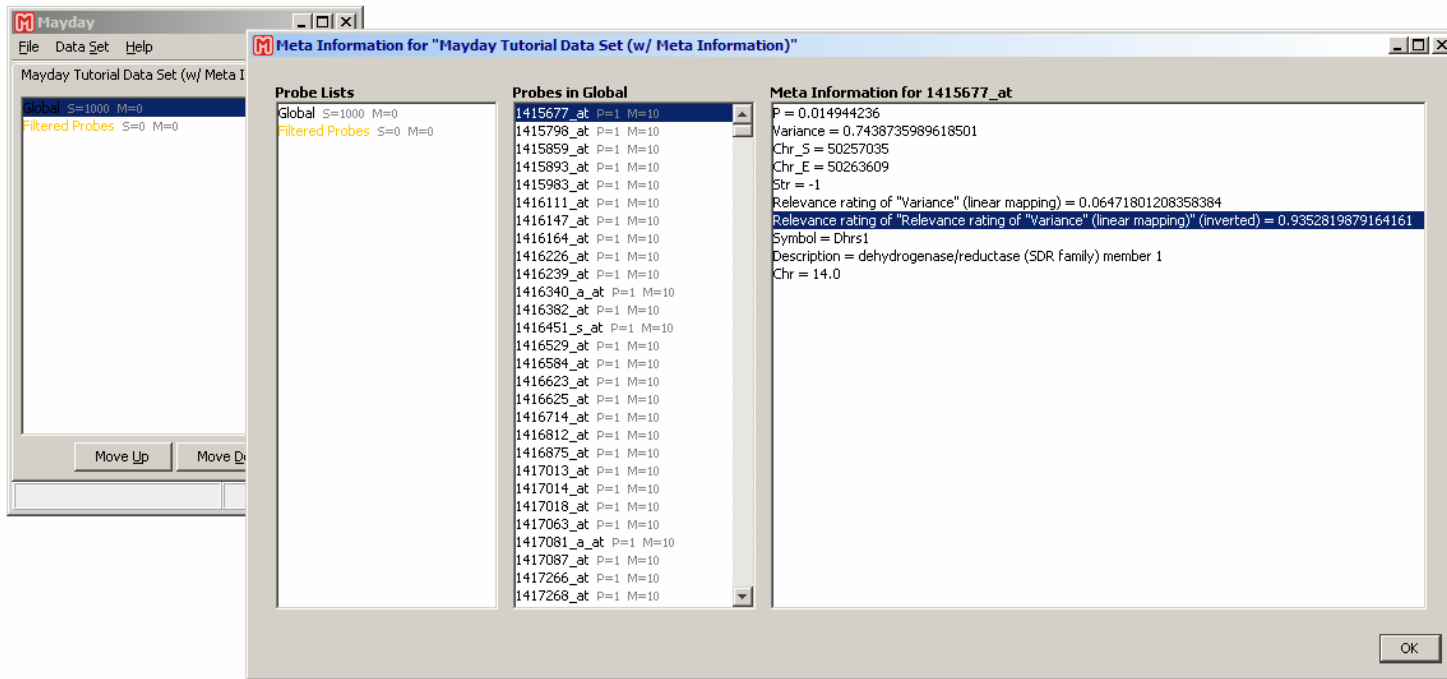 Mayday
File Data Set Help
Mayday Tutorial Data Set (w/ Meta I
Global S=1000 M=0
Filtered Probes S=0 M=0
Move Up Move D
Meta Information for "Mayday Tutorial Data Set (w/ Meta Information)"
Probe Lists
Global S=1000 M=0
Filtered Probes S=0 M=0
Probes in Global
1415677_at P=1 M=10
1415798_at P=1 M=10
1415859_at P=1 M=10
1415893_at P=1 M=10
1415983_at P=1 M=10
1416111_at P=1 M=10
1416147_at P=1 M=10
1416164_at P=1 M=10
1416226_at P=1 M=10
1416239_at P=1 M=10
1416340_a_at P=1 M=10
1416382_at P=1 M=10
1416451_s_at P=1 M=10
1416529_at P=1 M=10
1416584_at P=1 M=10
1416623_at P=1 M=10
1416625_at P=1 M=10
1416714_at P=1 M=10
1416812_at P=1 M=10
1416875_at P=1 M=10
1417013_at P=1 M=10
1417014_at P=1 M=10
1417018_at P=1 M=10
1417063_at P=1 M=10
1417081_a_at P=1 M=10
1417087_at P=1 M=10
1417266_at P=1 M=10
1417268_at P=1 M=10
Meta Information for 1415677_at
P = 0.014944236
Variance = 0.7438735989618501
Chr_S = 50257035
Chr_E = 50263609
Str = -1
Relevance rating of "Variance" (linear mapping) = 0.06471801208358384
Relevance rating of "Relevance rating of "Variance" (linear mapping)" (inverted) = 0.9352819879164161
Symbol = Dhrs1
Description = dehydrogenase/reductase (SDR family) member 1
Chr = 14.0
OK